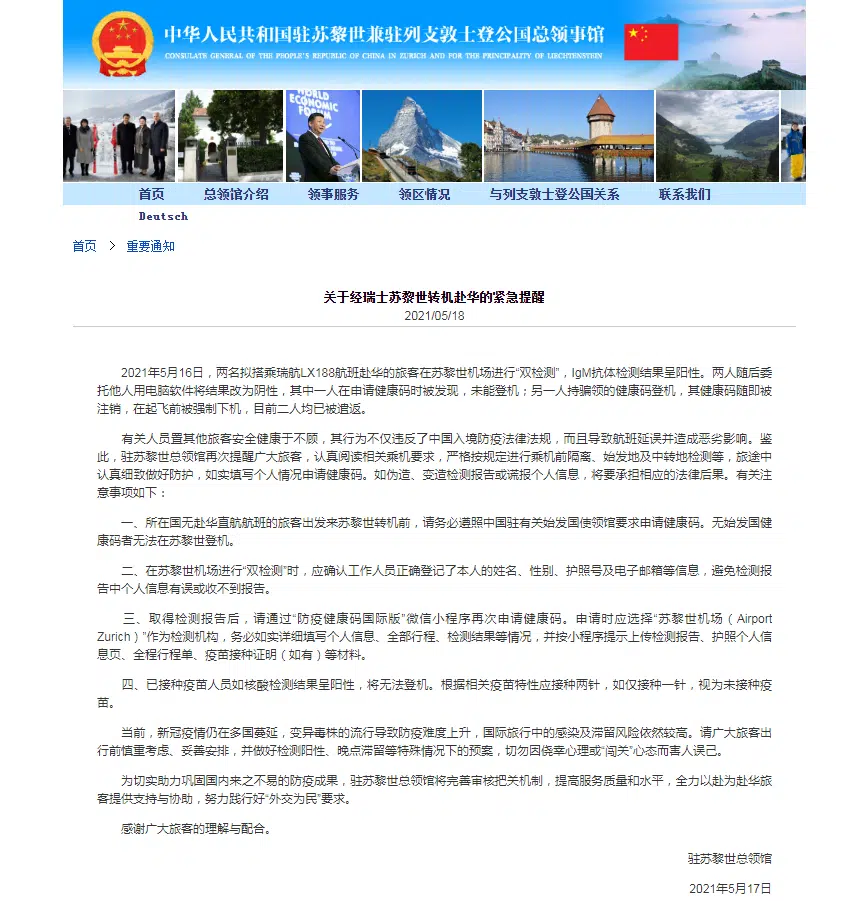 中华人民共和国驻苏黎世兼驻列支敦士登公国总领事馆
CONSULATE GENERAL OF THE PEOPLE'S REPUBLIC OF CHINA IN ZURICH AND FOR THE PRINCIPALITY OF LIECHTENSTEIN
WORLD
ECONOMIC
FORUM
首页 总领馆介绍 领事服务 领区情况 与列支敦士登公国关系 联系我们
Deutsch
首页 > 重要通知
关于经瑞士苏黎世转机赴华的紧急提醒
2021/05/18
2021年5月16日，两名拟搭乘瑞航LX188航班赴华的旅客在苏黎世机场进行“双检测”，IgM抗体检测结果呈阳性。两人随后委
托他人用电脑软件将结果改为阴性，其中一人在申请健康码时被发现，未能登机；另一人持骗领的健康码登机，其健康码随即被
注销，在起飞前被强制下机，目前二人均已被追返。
有关人员置其他旅客安全健康于不顾，其行为不仅违反了中国入境防疫法律法规，而且导致航班延误并造成恶劣影响。鉴
此，驻苏黎世总领馆再次提醒广大旅客，认真阅读相关乘机要求，严格按规定进行乘机前隔离、始发地及中转地检测等，旅途中
认真细致做好防护，如实填写个人情况申请健康码。如伪造、变造检测报告或谎报个人信息，将要承担相应的法律后果。有关注
意事项如下：
一、所在国无赴华直航航班的旅客出发来苏黎世转机前，请务必遵照中国驻有关始发国使领馆要求申请健康码。无始发国健
康码者无法在苏黎世登机。
二、在苏黎世机场进行“双检测”时，应确认工作人员正确登记了本人的姓名、性别、护照号及电子邮箱等信息，避免检测报
告中个人信息有误或收不到报告。
三、取得检测报告后，请通过“防疫健康码国际版”微信小程序再次申请健康码。申请时应选择“苏黎世机场（Airport
Zurich）”作为检测机构，务必如实详细填写个人信息、全部行程、检测结果等情况，并按小程序提示上传检测报告、护照个人信
息页、全程行程单、疫苗接种证明（如有）等材料。
四、已接种疫苗人员如核酸检测结果呈阳性，将无法登机。根据相关疫苗特性应接种两针，如仅接种一针，视为未接种疫
苗。
当前，新冠疫情仍在多国蔓延，变异毒株的流行导致防疫难度上升，国际旅行中的感染及滞留风险依然较高。请广大旅客出
行前慎重考虑、妥善安排，并做好检测阳性、晚点滞留等特殊情况下的预案，切勿因侥幸心理或“闯关”心态而害人误己。
为切实助力巩固国内来之不易的防疫成果，驻苏黎世总领馆将完善审核把关机制，提高服务质量和水平，全力以赴为赴华旅
客提供支持与协助，努力践行好“外交为民”要求。
感谢广大旅客的理解与配合。
驻苏黎世总领馆
2021年5月17日